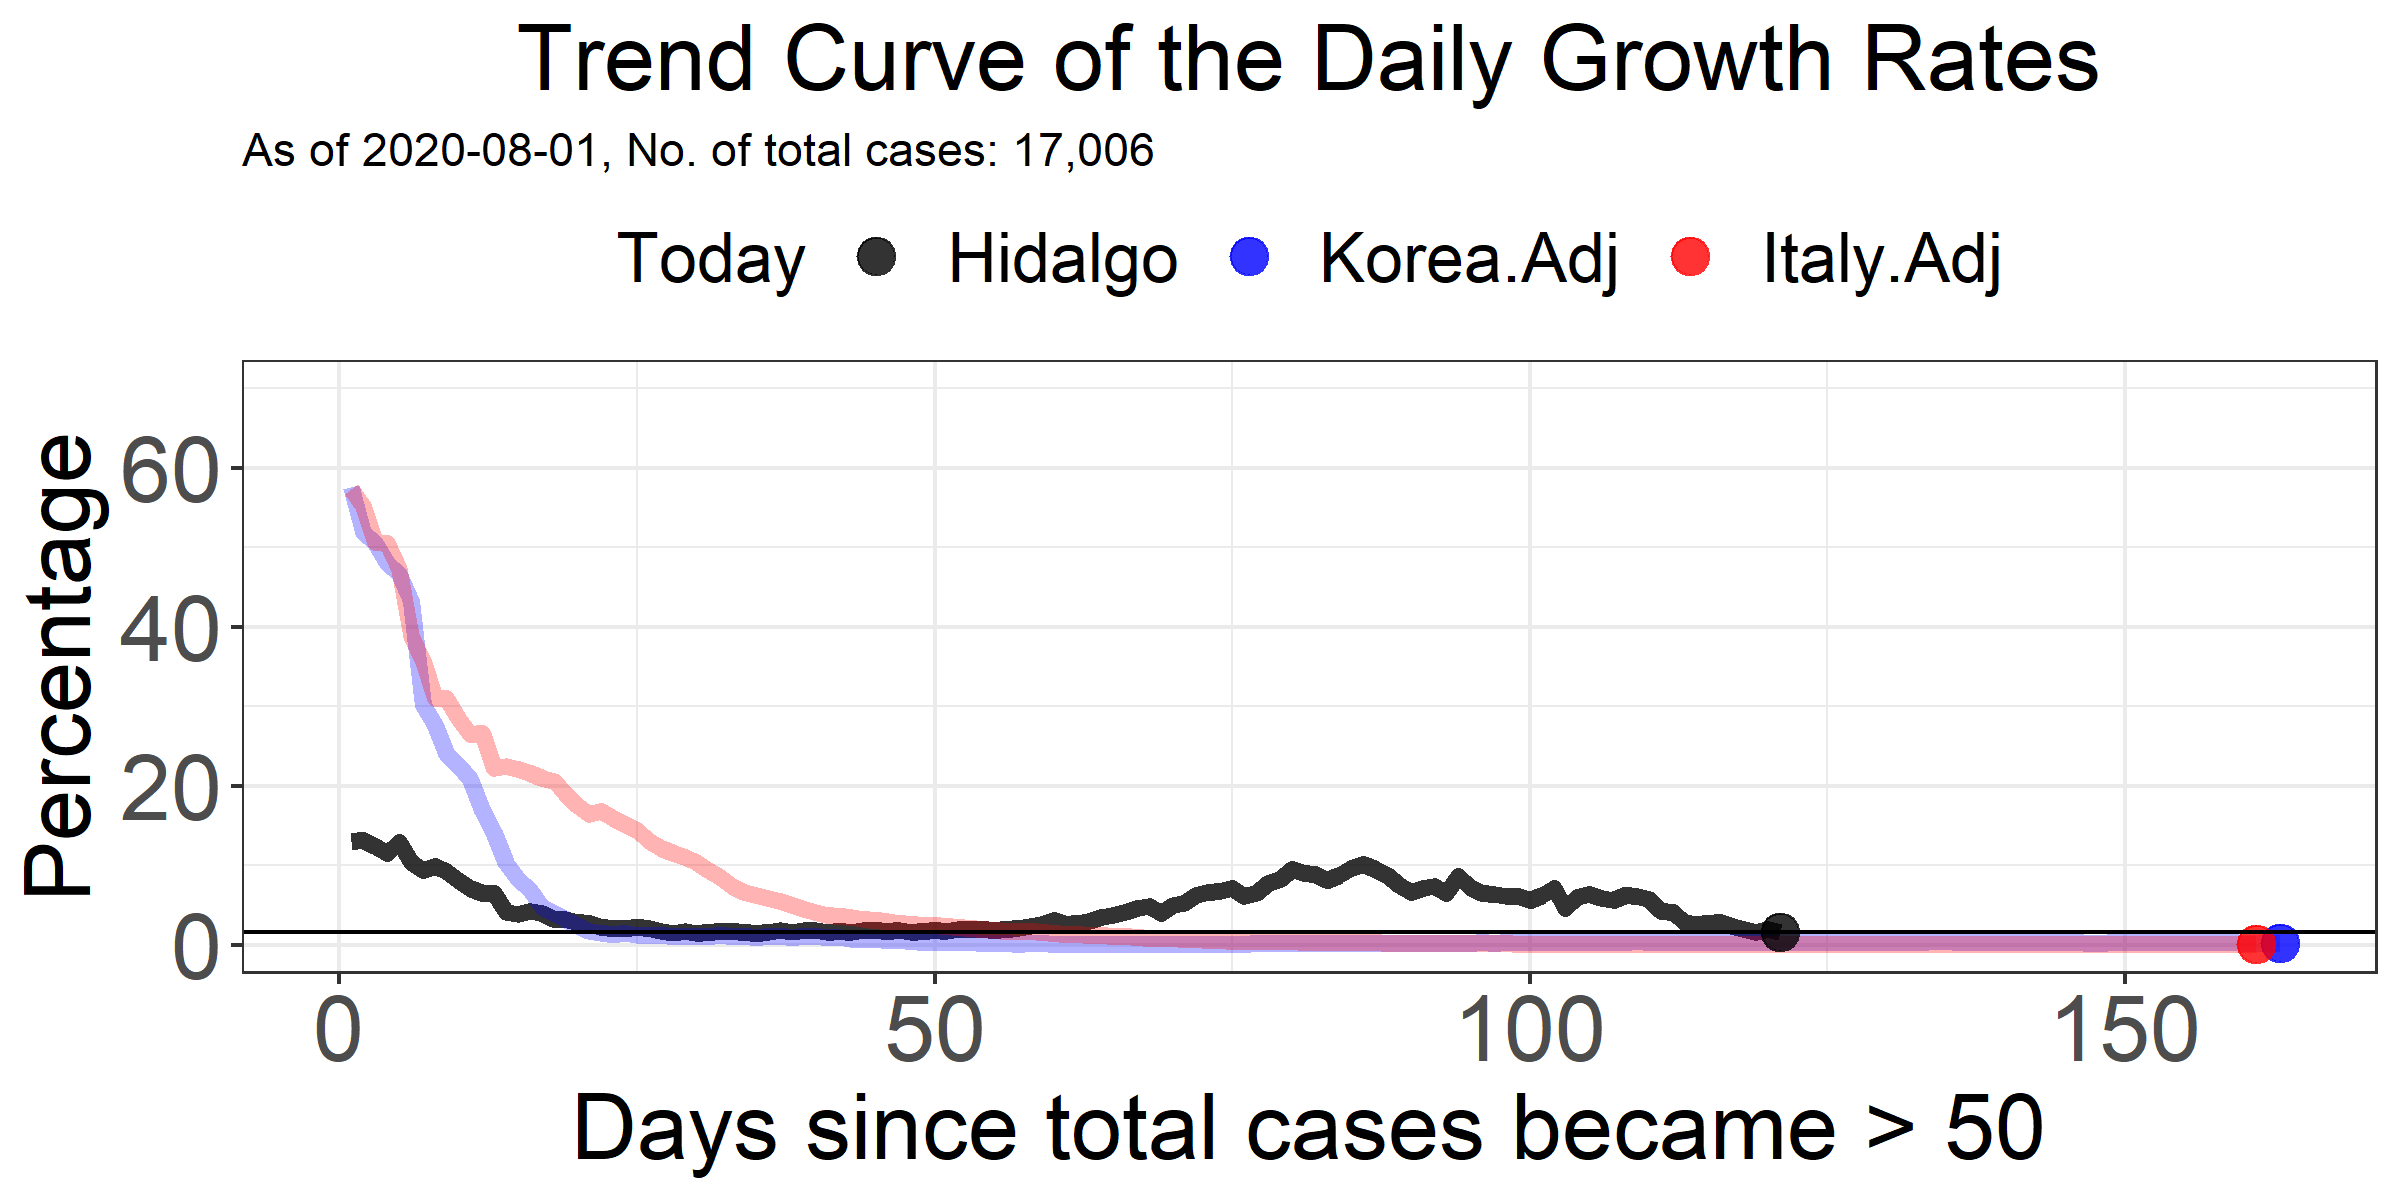 Trend Curve of the Daily Growth Rates
As of 2020-08-01, No. of total cases: 17,006
Today Hidalgo Korea.Adj Italy.Adj
Percentage
60
40
20
0
0 50 100 150
Days since total cases became > 50